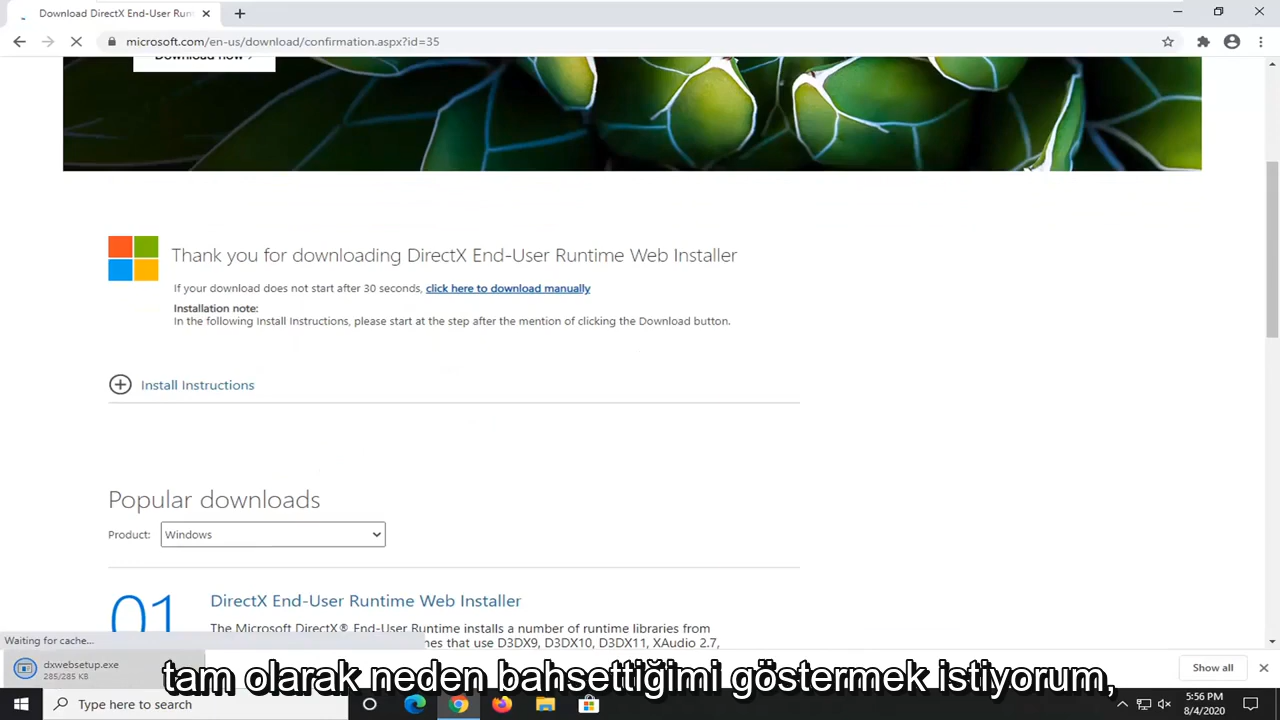 Download DirectX End-User Runt
microsoft.com/en-us/download/confirmation.aspx?id=35
Download now >
Thank you for downloading DirectX End-User Runtime Web Installer
If your download does not start after 30 seconds, click here to download manually
Installation note:
In the following Install Instructions, please start at the step after the mention of clicking the Download button.
Install Instructions
Popular downloads
Product: Windows
01
DirectX End-User Runtime Web Installer
The Microsoft DirectX® End-User Runtime installs a number of runtime libraries from
that use D3DX9, D3DX10, D3DX11, XAudio 2.7,
Waiting for cache...
dxwebsetup.exe
285/285 KB
Show all
tam olarak neden bahsettiğimi göstermek istiyorum,
Type here to search
5:56 PM
8/4/2020